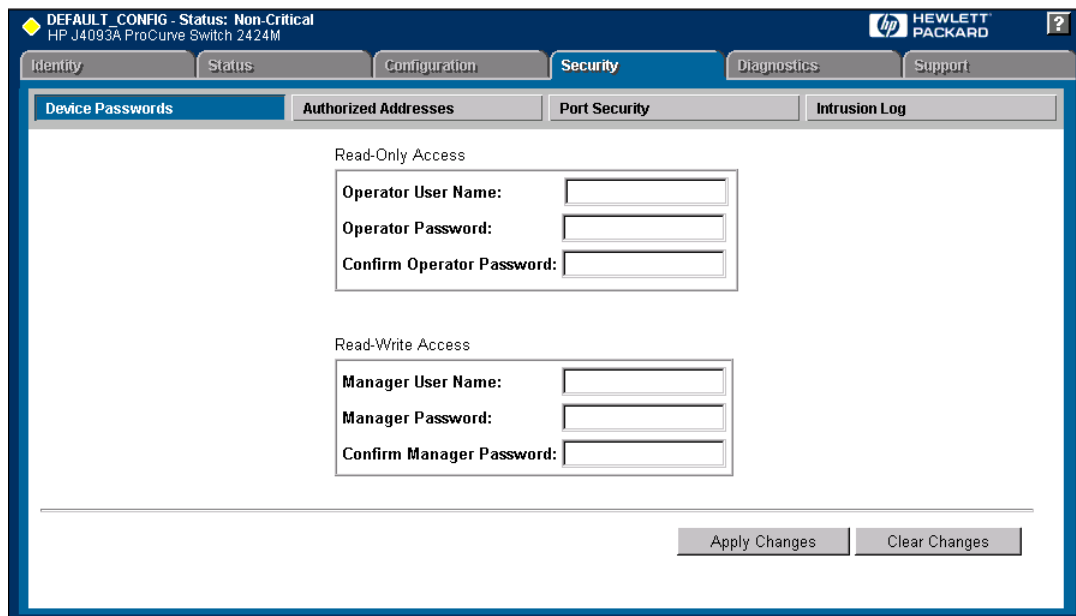 DEFAULT_CONFIG - Status: Non-Critical
HP J4093A ProCurve Switch 2424M
hp HEWLETT PACKARD
?
Identity Status Configuration Security Diagnostics Support
Device Passwords Authorized Addresses Port Security Intrusion Log
Read-Only Access
Operator User Name:
Operator Password:
Confirm Operator Password:
Read-Write Access
Manager User Name:
Manager Password:
Confirm Manager Password:
Apply Changes Clear Changes